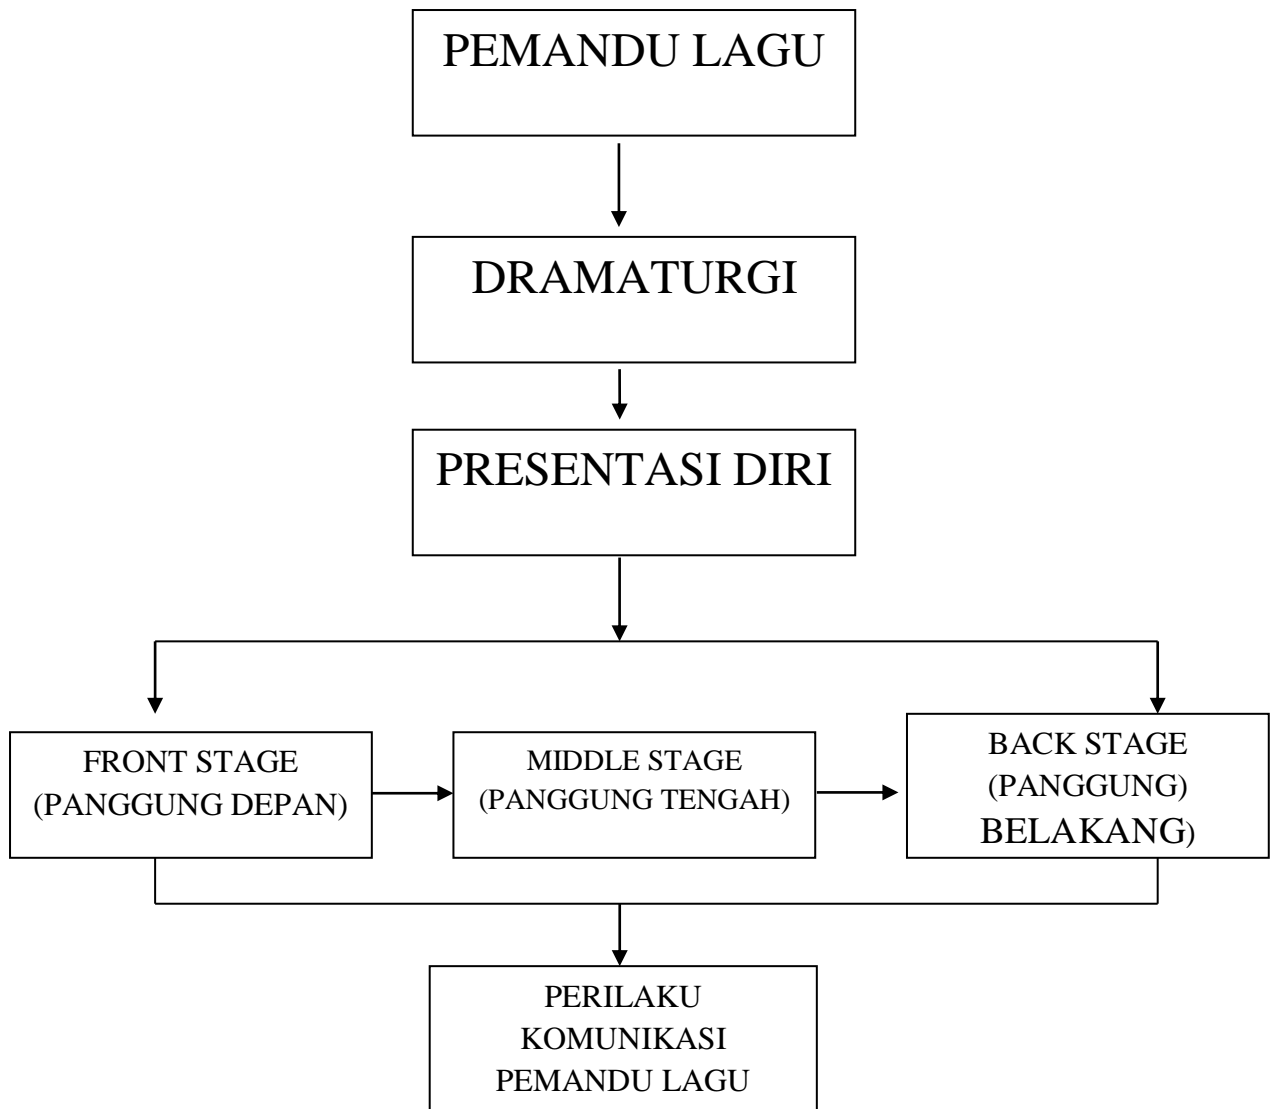 PEMANDU LAGU
DRAMATURGI
PRESENTASI DIRI
FRONT STAGE
(PANGGUNG DEPAN)
MIDDLE STAGE
(PANGGUNG TENGAH)
BACK STAGE
(PANGGUNG)
BELAKANG)
PERILAKU
KOMUNIKASI
PEMANDU LAGU